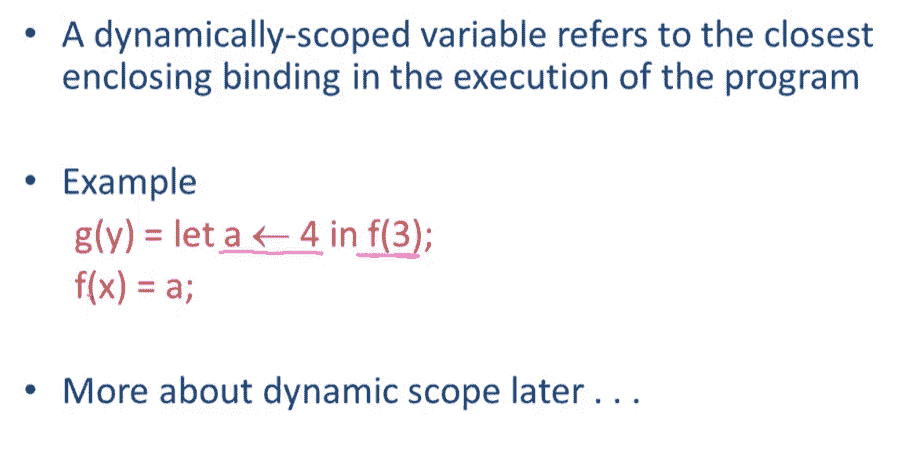 • A dynamically-scoped variable refers to the closest
enclosing binding in the execution of the program
• Example
g(y) = let a ← 4 in f(3);
f(x) = a;
• More about dynamic scope later . . .